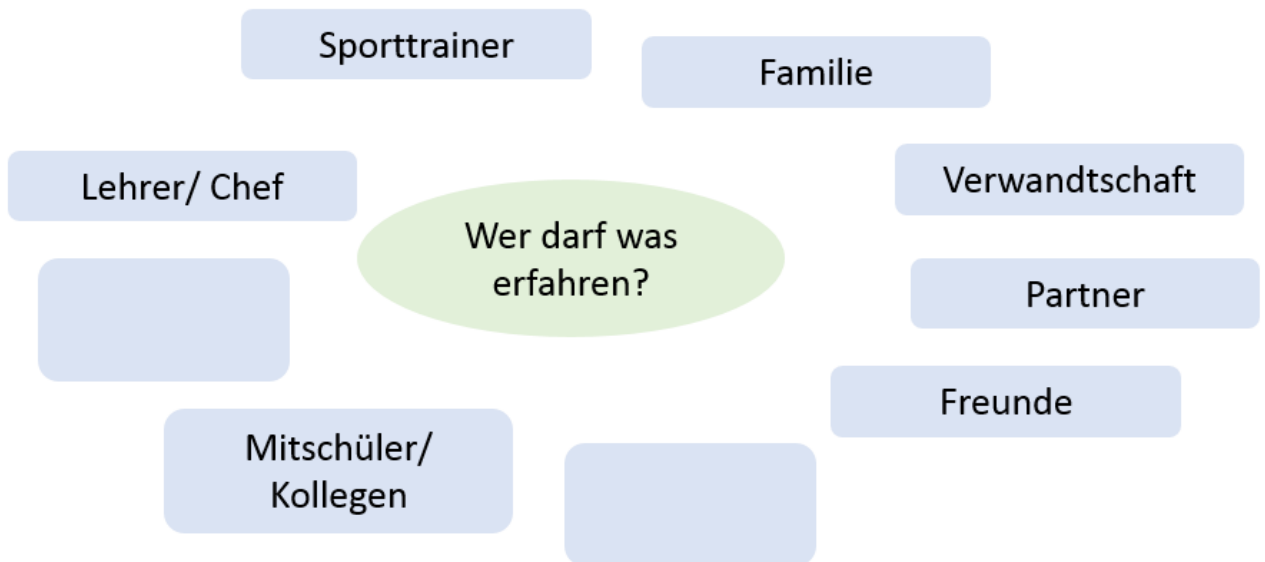 Sporttrainer
Familie
Lehrer/ Chef
Verwandtschaft
Wer darf was
erfahren?
Partner
Freunde
Mitschüler/
Kollegen